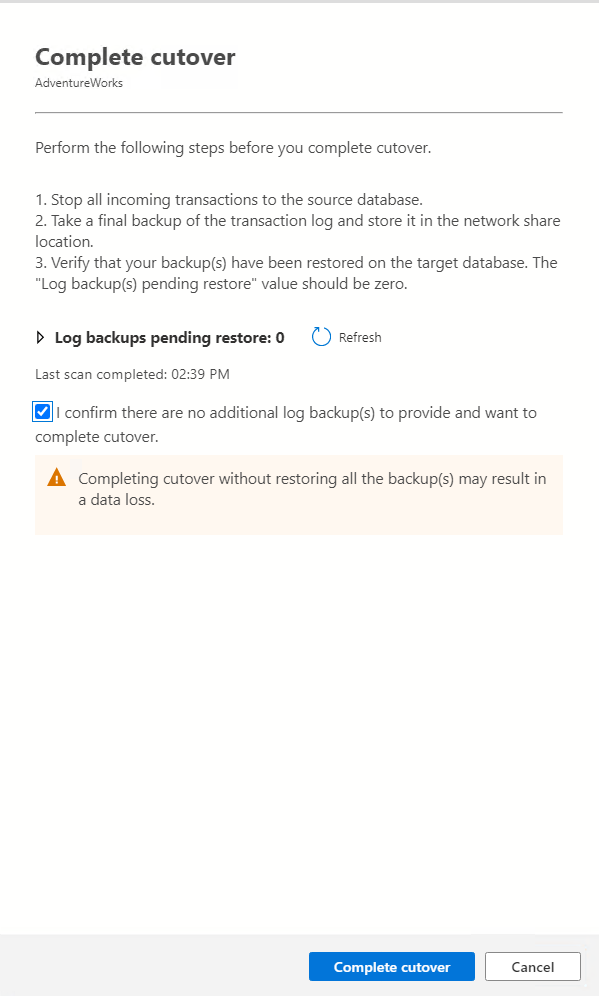 Complete cutover
AdventureWorks
Perform the following steps before you complete cutover.
1. Stop all incoming transactions to the source database.
2. Take a final backup of the transaction log and store it in the network share
location.
3. Verify that your backup(s) have been restored on the target database. The
"Log backup(s) pending restore" value should be zero.
Log backups pending restore: 0 Refresh
Last scan completed: 02:39 PM
I confirm there are no additional log backup(s) to provide and want to
complete cutover.
Completing cutover without restoring all the backup(s) may result in
a data loss.
Complete cutover Cancel